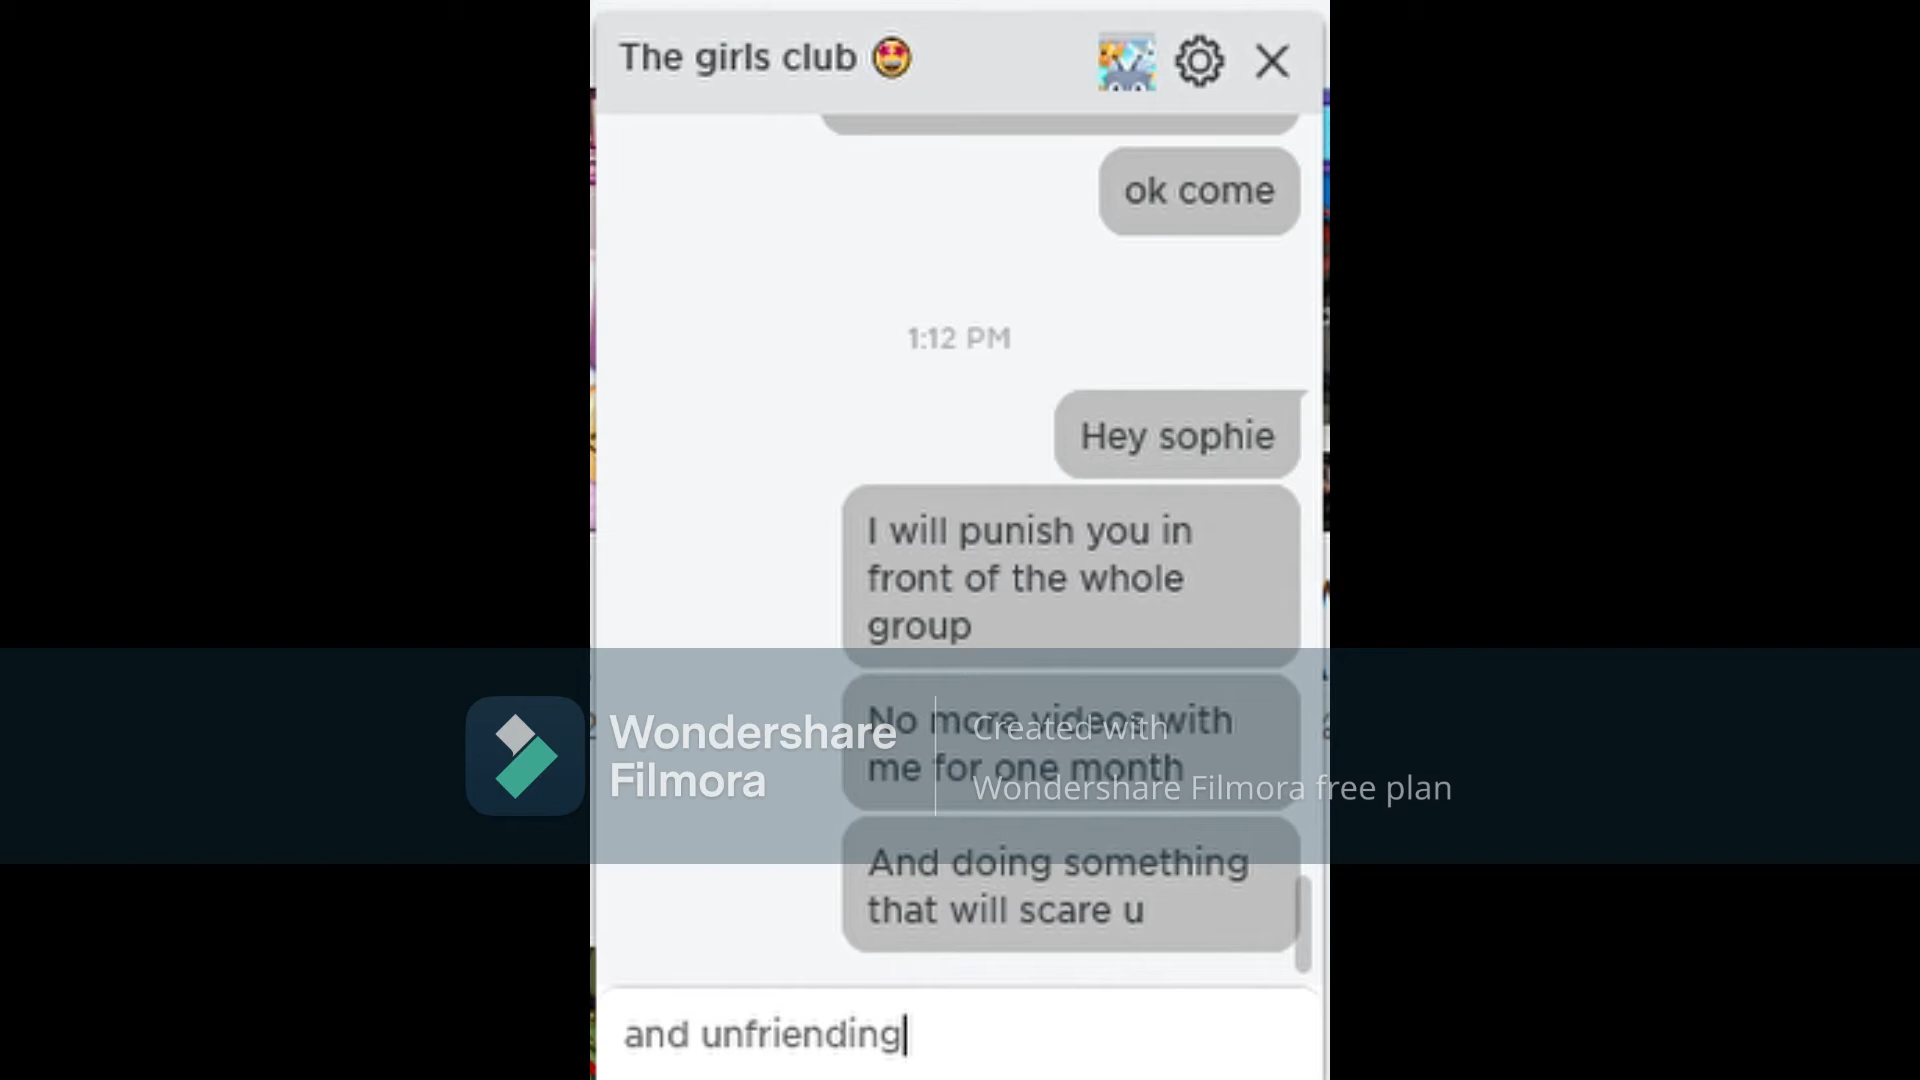 The girls club 🤩
ok come
1:12 PM
Hey sophie
I will punish you in
front of the whole
group
No more videos with
me for one month
Wondershare
Filmora
Created with
Wondershare Filmora free plan
And doing something
that will scare u
and unfriending